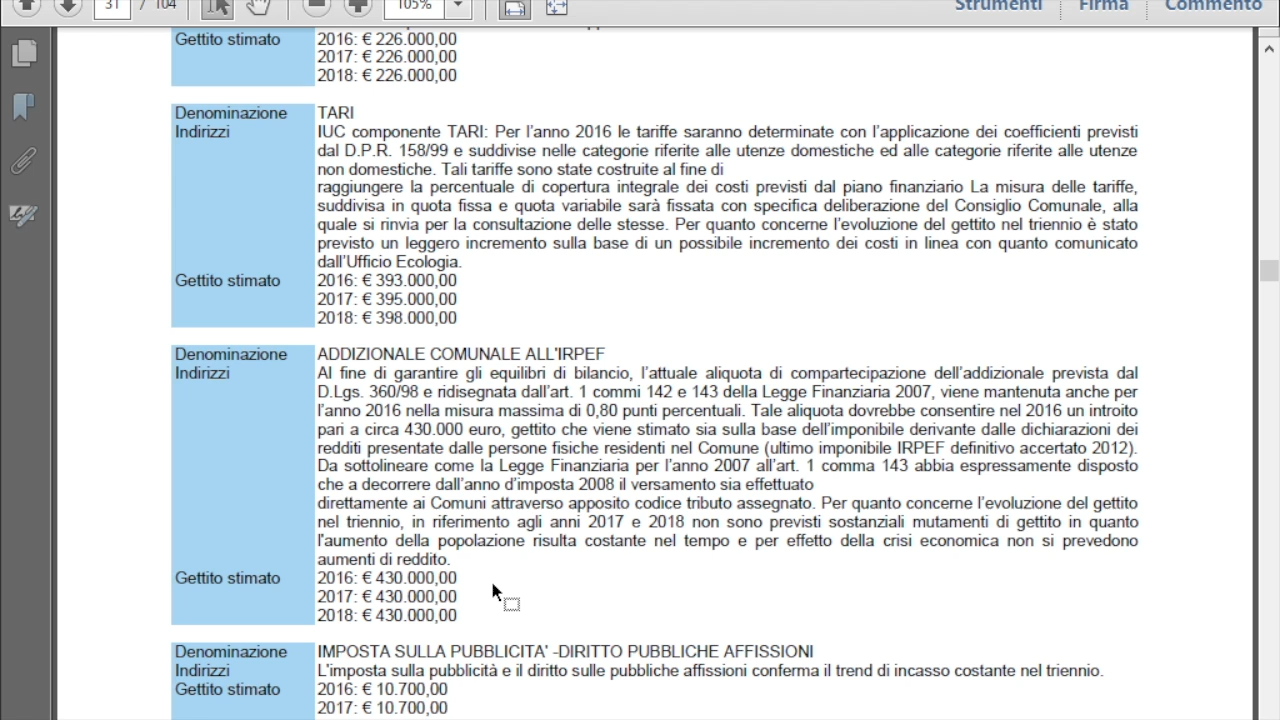 31 / 104
105%
Strumenti Firma Commento
Gettito stimato 2016: € 226.000,00
2017: € 226.000,00
2018: € 226.000,00
Denominazione TARI
Indirizzi IUC componente TARI: Per l'anno 2016 le tariffe saranno determinate con l'applicazione dei coefficienti previsti
dal D.P.R. 158/99 e suddivise nelle categorie riferite alle utenze domestiche ed alle categorie riferite alle utenze
non domestiche. Tali tariffe sono state costruite al fine di
raggiungere la percentuale di copertura integrale dei costi previsti dal piano finanziario La misura delle tariffe,
suddivisa in quota fissa e quota variabile sarà fissata con specifica deliberazione del Consiglio Comunale, alla
quale si rinvia per la consultazione delle stesse. Per quanto concerne l'evoluzione del gettito nel triennio è stato
previsto un leggero incremento sulla base di un possibile incremento dei costi in linea con quanto comunicato
dall'Ufficio Ecologia.
Gettito stimato 2016: € 393.000,00
2017: € 395.000,00
2018: € 398.000,00
Denominazione ADDIZIONALE COMUNALE ALL'IRPEF
Indirizzi Al fine di garantire gli equilibri di bilancio, l'attuale aliquota di compartecipazione dell'addizionale prevista dal
D.Lgs. 360/98 e ridisegnata dall'art. 1 commi 142 e 143 della Legge Finanziaria 2007, viene mantenuta anche per
l'anno 2016 nella misura massima di 0,80 punti percentuali. Tale aliquota dovrebbe consentire nel 2016 un introito
pari a circa 430.000 euro, gettito che viene stimato sia sulla base dell'imponibile derivante dalle dichiarazioni dei
redditi presentate dalle persone fisiche residenti nel Comune (ultimo imponibile IRPEF definitivo accertato 2012).
Da sottolineare come la Legge Finanziaria per l'anno 2007 all'art. 1 comma 143 abbia espressamente disposto
che a decorrere dall'anno d'imposta 2008 il versamento sia effettuato
direttamente ai Comuni attraverso apposito codice tributo assegnato. Per quanto concerne l'evoluzione del gettito
nel triennio, in riferimento agli anni 2017 e 2018 non sono previsti sostanziali mutamenti di gettito in quanto
l'aumento della popolazione risulta costante nel tempo e per effetto della crisi economica non si prevedono
aumenti di reddito.
Gettito stimato 2016: € 430.000,00
2017: € 430.000,00
2018: € 430.000,00
Denominazione IMPOSTA SULLA PUBBLICITA' -DIRITTO PUBBLICHE AFFISSIONI
Indirizzi L'imposta sulla pubblicità e il diritto sulle pubbliche affissioni conferma il trend di incasso costante nel triennio.
Gettito stimato 2016: € 10.700,00
2017: € 10.700,00